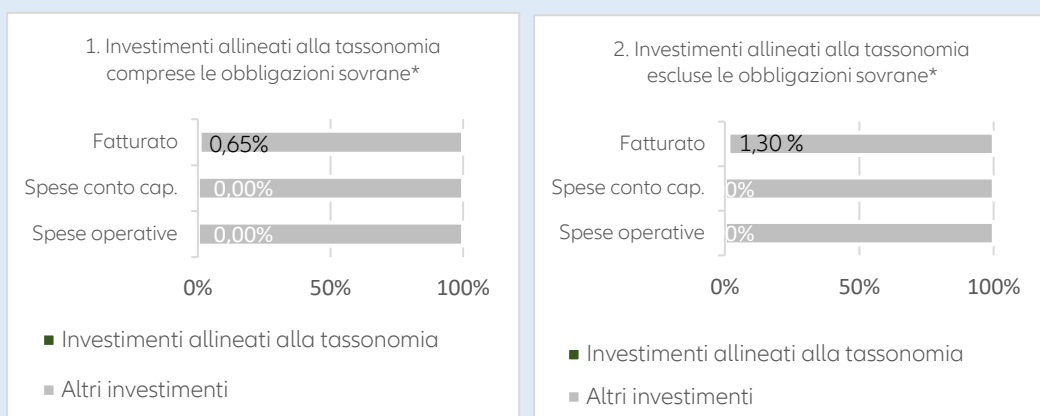 1. Investimenti allineati alla tassonomia
comprese le obbligazioni sovrane*
Fatturato 0,65%
Spese conto cap. 0,00%
Spese operative 0,00%
0% 50% 100%
Investimenti allineati alla tassonomia
Altri investimenti
2. Investimenti allineati alla tassonomia
escluse le obbligazioni sovrane*
Fatturato 1,30 %
Spese conto cap. 0%
Spese operative 0%
0% 50% 100%
Investimenti allineati alla tassonomia
Altri investimenti